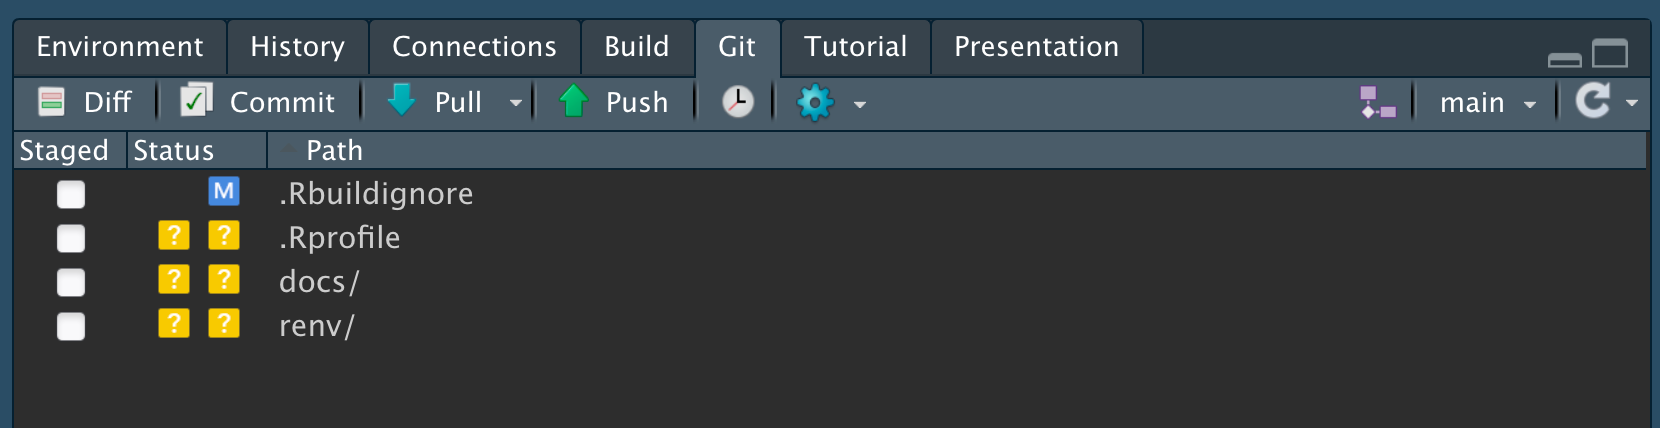 Environment History Connections Build Git Tutorial Presentation
Diff Commit Pull Push main
Staged Status Path
M .Rbuildignore
? ? .Rprofile
? ? docs/
? ? renv/